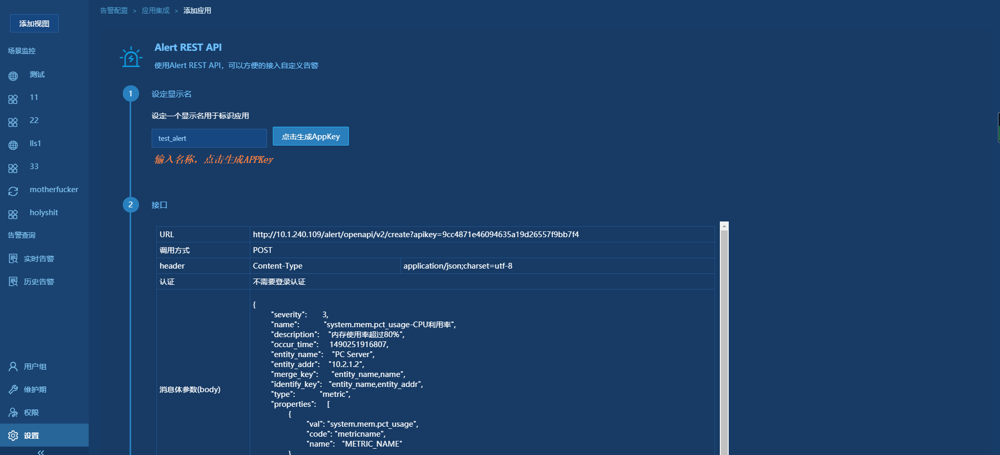 添加视图
场景监控
测试
11
22
lls1
33
motherfucker
holyshit
告警查询
实时告警
历史告警
用户组
维护期
权限
设置
告警配置 > 应用集成 > 添加应用
Alert REST API
使用Alert REST API，可以方便的接入自定义告警
1 设定显示名
设定一个显示名用于标识应用
test_alert 点击生成AppKey
输入名称，点击生成APPKey
2 接口
URL http://10.1.240.109/alert/openapi/v2/create?apikey=9cc4871e46094635a19d26557f9bb7f4
调用方式 POST
header Content-Type application/json;charset=utf-8
认证 不需要登录认证
消息体参数(body)
{
"severity": 3,
"name": "system.mem.pct_usage-CPU利用率",
"description": "内存使用率超过80%",
"occur_time": 1490251916807,
"entity_name": "PC Server",
"entity_addr": "10.2.1.2",
"merge_key": "entity_name,name",
"identify_key": "entity_name,entity_addr",
"type": "metric",
"properties": [
{
"val": "system.mem.pct_usage",
"code": "metricname",
"name": "METRIC_NAME"
}